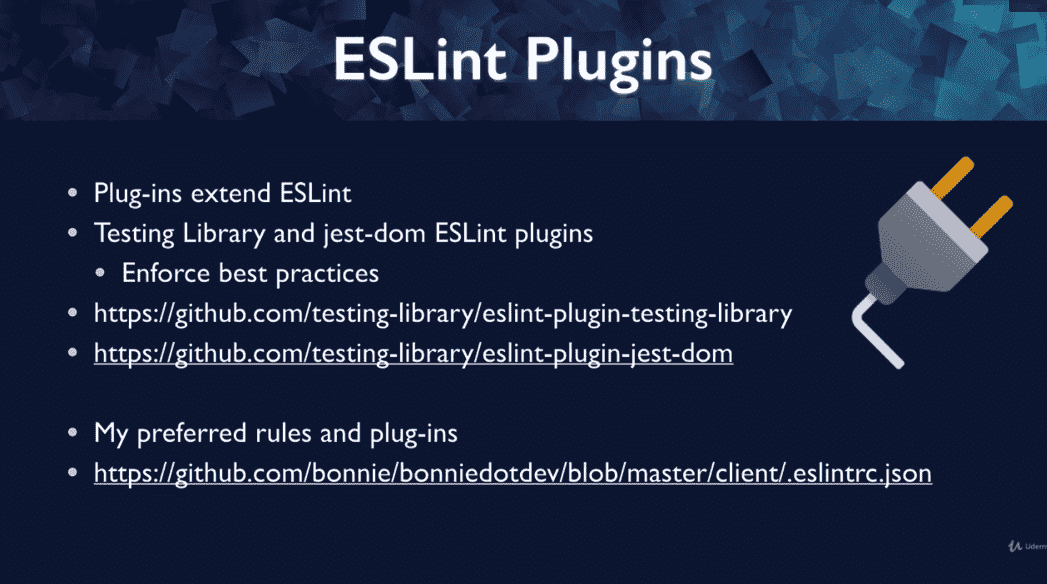 ESLint Plugins
Plug-ins extend ESLint
Testing Library and jest-dom ESLint plugins
Enforce best practices
https://github.com/testing-library/eslint-plugin-testing-library
https://github.com/testing-library/eslint-plugin-jest-dom
My preferred rules and plug-ins
https://github.com/bonnie/bonniedotdev/blob/master/client/.eslintrc.json
Udem